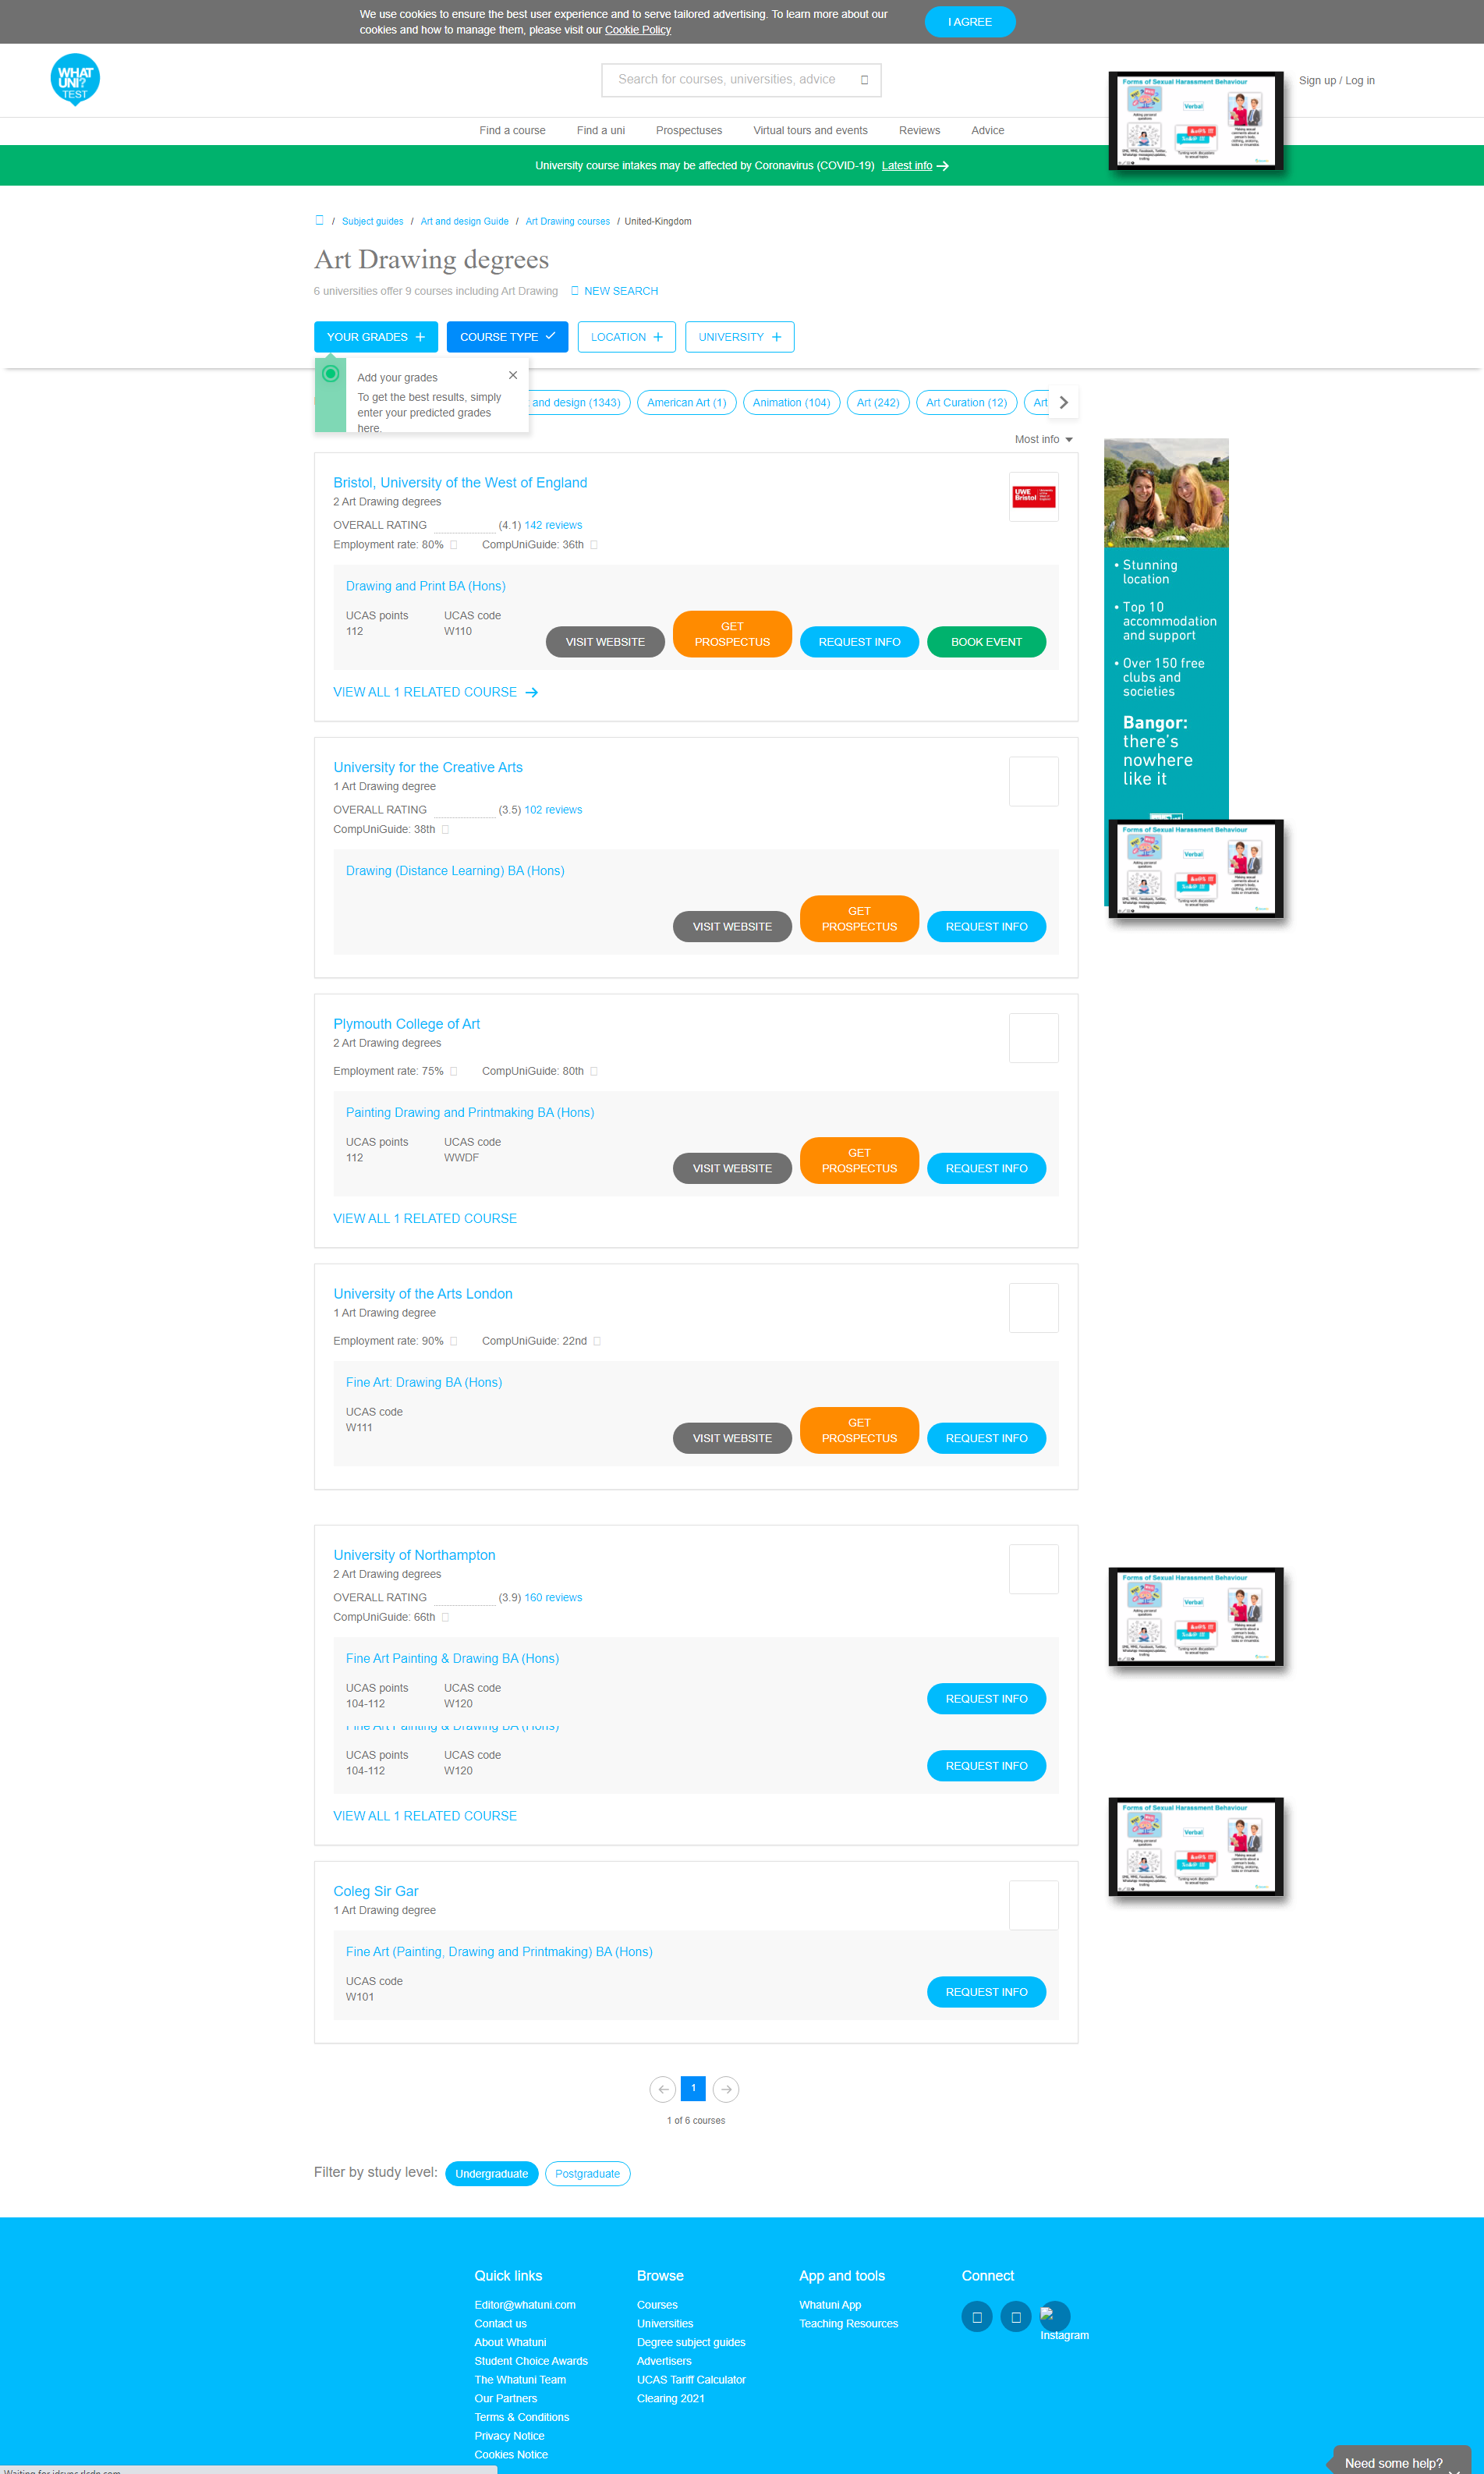 We use cookies to ensure the best user experience and to serve tailored advertising. To learn more about our
cookies and how to manage them, please visit our Cookie Policy
I AGREE
WHAT
UNI?
TEST
Search for courses, universities, advice
Sign up / Log in
Find a course
Find a uni
Prospectuses
Virtual tours and events
Reviews
Advice
Forms of Sexual Harassment Behaviour
Verbal
University course intakes may be affected by Coronavirus (COVID-19) Latest info
/ Subject guides / Art and design Guide / Art Drawing courses / United-Kingdom
Art Drawing degrees
6 universities offer 9 courses including Art Drawing
NEW SEARCH
YOUR GRADES
COURSE TYPE
LOCATION
UNIVERSITY
Add your grades
To get the best results, simply
enter your predicted grades
here.
and design (1343)
American Art (1)
Animation (104)
Art (242)
Art Curation (12)
Art
Most info
Bristol, University of the West of England
2 Art Drawing degrees
OVERALL RATING (4.1) 142 reviews
Employment rate: 80%
CompUniGuide: 36th
UWE
Bristol
Drawing and Print BA (Hons)
UCAS points
112
UCAS code
W110
VISIT WEBSITE
GET
PROSPECTUS
REQUEST INFO
BOOK EVENT
VIEW ALL 1 RELATED COURSE
• Stunning
location
• Top 10
accommodation
and support
• Over 150 free
clubs and
societies
Bangor:
there's
nowhere
like it
University for the Creative Arts
1 Art Drawing degree
OVERALL RATING (3.5) 102 reviews
CompUniGuide: 38th
Drawing (Distance Learning) BA (Hons)
VISIT WEBSITE
GET
PROSPECTUS
REQUEST INFO
Forms of Sexual Harassment Behaviour
Verbal
Plymouth College of Art
2 Art Drawing degrees
Employment rate: 75%
CompUniGuide: 80th
Painting Drawing and Printmaking BA (Hons)
UCAS points
112
UCAS code
WWDF
VISIT WEBSITE
GET
PROSPECTUS
REQUEST INFO
VIEW ALL 1 RELATED COURSE
University of the Arts London
1 Art Drawing degree
Employment rate: 90%
CompUniGuide: 22nd
Fine Art: Drawing BA (Hons)
UCAS code
W111
VISIT WEBSITE
GET
PROSPECTUS
REQUEST INFO
University of Northampton
2 Art Drawing degrees
OVERALL RATING (3.9) 160 reviews
CompUniGuide: 66th
Forms of Sexual Harassment Behaviour
Verbal
Fine Art Painting & Drawing BA (Hons)
UCAS points
104-112
UCAS code
W120
REQUEST INFO
Fine Art Painting & Drawing BA (Hons)
UCAS points
104-112
UCAS code
W120
REQUEST INFO
VIEW ALL 1 RELATED COURSE
Forms of Sexual Harassment Behaviour
Verbal
Coleg Sir Gar
1 Art Drawing degree
Fine Art (Painting, Drawing and Printmaking) BA (Hons)
UCAS code
W101
REQUEST INFO
1
1 of 6 courses
Filter by study level:
Undergraduate
Postgraduate
Quick links
Editor@whatuni.com
Contact us
About Whatuni
Student Choice Awards
The Whatuni Team
Our Partners
Terms & Conditions
Privacy Notice
Cookies Notice
Browse
Courses
Universities
Degree subject guides
Advertisers
UCAS Tariff Calculator
Clearing 2021
App and tools
Whatuni App
Teaching Resources
Connect
Instagram
Need some help?